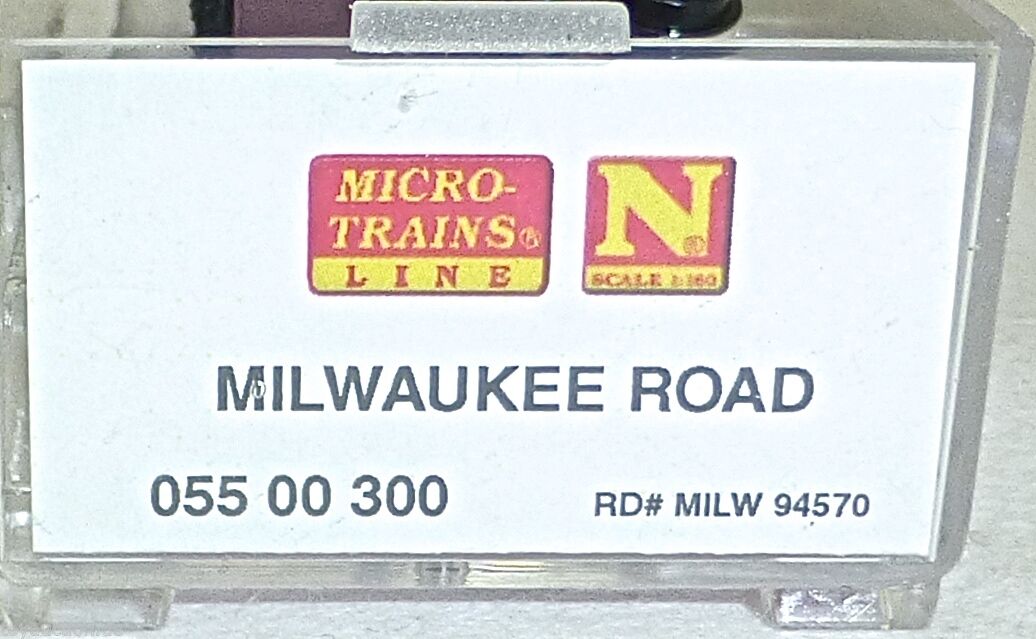 MICRO-
TRAINS®
LINE
N®
SCALE 1:160
MILWAUKEE ROAD
055 00 300
RD# MILW 94570